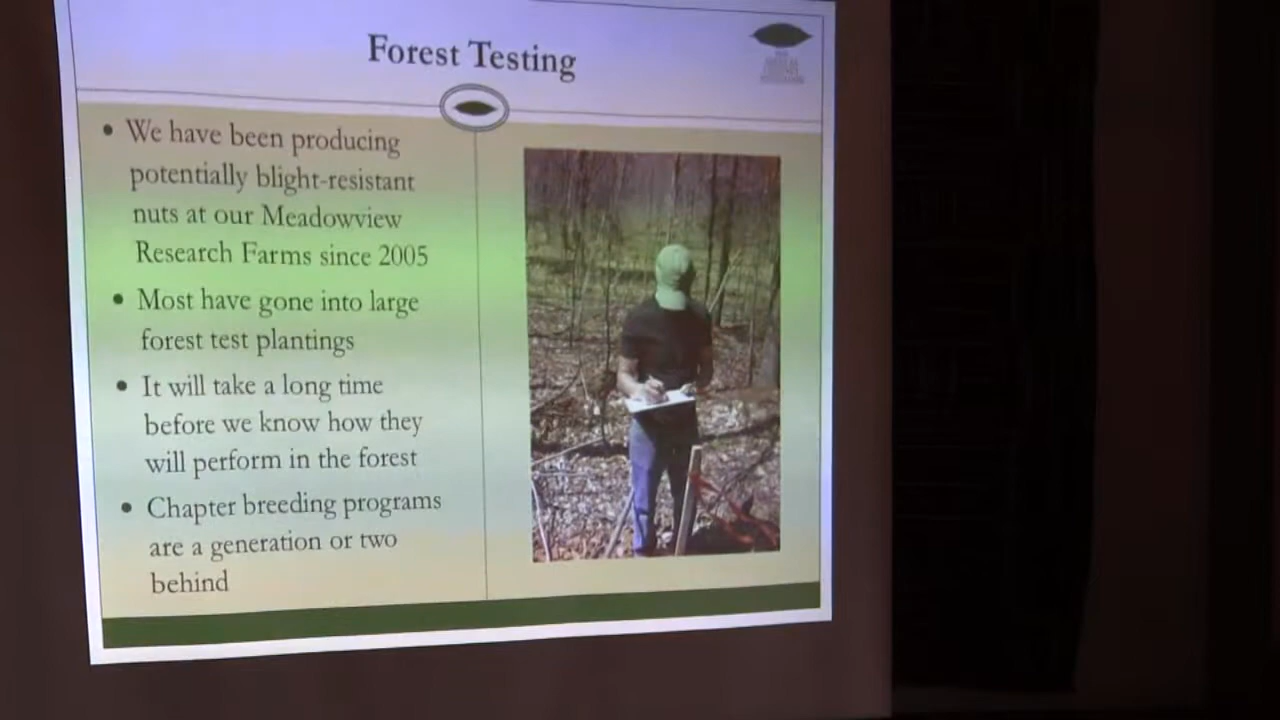 Forest Testing
• We have been producing
potentially blight-resistant
nuts at our Meadowview
Research Farms since 2005
• Most have gone into large
forest test plantings
• It will take a long time
before we know how they
will perform in the forest
• Chapter breeding programs
are a generation or two
behind